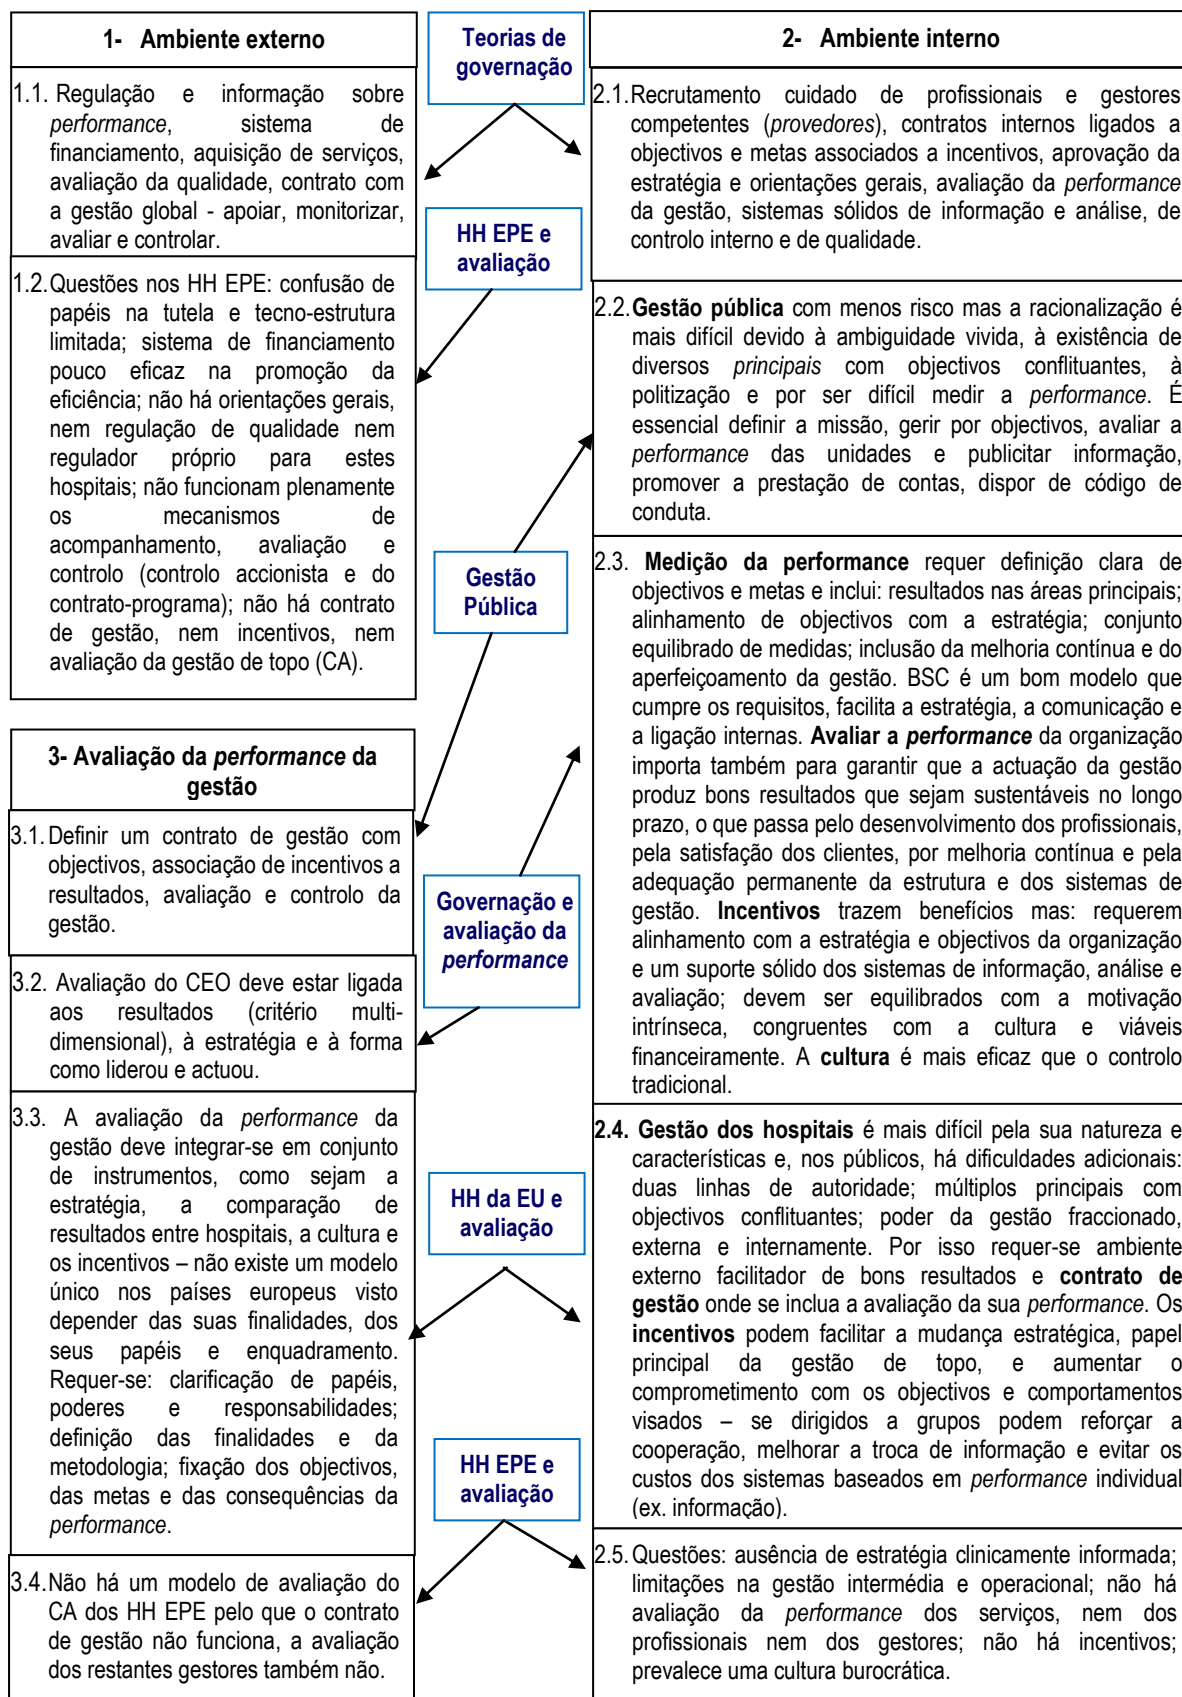 1- Ambiente externo
1.1. Regulação e informação sobre
performance, sistema de
financiamento, aquisição de serviços,
avaliação da qualidade, contrato com
a gestão global - apoiar, monitorizar,
avaliar e controlar.
1.2. Questões nos HH EPE: confusão de
papéis na tutela e tecno-estrutura
limitada; sistema de financiamento
pouco eficaz na promoção da
eficiência; não há orientações gerais,
nem regulação de qualidade nem
regulador próprio para estes
hospitais; não funcionam plenamente
os mecanismos de
acompanhamento, avaliação e
controlo (controlo accionista e do
contrato-programa); não há contrato
de gestão, nem incentivos, nem
avaliação da gestão de topo (CA).
3- Avaliação da performance da
gestão
3.1. Definir um contrato de gestão com
objectivos, associação de incentivos a
resultados, avaliação e controlo da
gestão.
3.2. Avaliação do CEO deve estar ligada
aos resultados (critério multi-
dimensional), à estratégia e à forma
como liderou e actuou.
3.3. A avaliação da performance da
gestão deve integrar-se em conjunto
de instrumentos, como sejam a
estratégia, a comparação de
resultados entre hospitais, a cultura e
os incentivos – não existe um modelo
único nos países europeus visto
depender das suas finalidades, dos
seus papéis e enquadramento.
Requer-se: clarificação de papéis,
poderes e responsabilidades;
definição das finalidades e da
metodologia; fixação dos objectivos,
das metas e das consequências da
performance.
3.4. Não há um modelo de avaliação do
CA dos HH EPE pelo que o contrato
de gestão não funciona, a avaliação
dos restantes gestores também não.
Teorias de
governação
HH EPE e
avaliação
Gestão
Pública
Governação e
avaliação da
performance
HH da EU e
avaliação
HH EPE e
avaliação
2- Ambiente interno
2.1. Recrutamento cuidado de profissionais e gestores
competentes (provedores), contratos internos ligados a
objectivos e metas associados a incentivos, aprovação da
estratégia e orientações gerais, avaliação da performance
da gestão, sistemas sólidos de informação e análise, de
controlo interno e de qualidade.
2.2. Gestão pública com menos risco mas a racionalização é
mais difícil devido à ambiguidade vivida, à existência de
diversos principais com objectivos conflituantes, à
politização e por ser difícil medir a performance. É
essencial definir a missão, gerir por objectivos, avaliar a
performance das unidades e publicitar informação,
promover a prestação de contas, dispor de código de
conduta.
2.3. Medição da performance requer definição clara de
objectivos e metas e inclui: resultados nas áreas principais;
alinhamento de objectivos com a estratégia; conjunto
equilibrado de medidas; inclusão da melhoria contínua e do
aperfeiçoamento da gestão. BSC é um bom modelo que
cumpre os requisitos, facilita a estratégia, a comunicação e
a ligação internas. Avaliar a performance da organização
importa também para garantir que a actuação da gestão
produz bons resultados que sejam sustentáveis no longo
prazo, o que passa pelo desenvolvimento dos profissionais,
pela satisfação dos clientes, por melhoria contínua e pela
adequação permanente da estrutura e dos sistemas de
gestão. Incentivos trazem benefícios mas: requerem
alinhamento com a estratégia e objectivos da organização
e um suporte sólido dos sistemas de informação, análise e
avaliação; devem ser equilibrados com a motivação
intrínseca, congruentes com a cultura e viáveis
financeiramente. A cultura é mais eficaz que o controlo
tradicional.
2.4. Gestão dos hospitais é mais difícil pela sua natureza e
características e, nos públicos, há dificuldades adicionais:
duas linhas de autoridade; múltiplos principais com
objectivos conflituantes; poder da gestão fraccionado,
externa e internamente. Por isso requer-se ambiente
externo facilitador de bons resultados e contrato de
gestão onde se inclua a avaliação da sua performance. Os
incentivos podem facilitar a mudança estratégica, papel
principal da gestão de topo, e aumentar o
comprometimento com os objectivos e comportamentos
visados – se dirigidos a grupos podem reforçar a
cooperação, melhorar a troca de informação e evitar os
custos dos sistemas baseados em performance individual
(ex. informação).
2.5. Questões: ausência de estratégia clinicamente informada;
limitações na gestão intermédia e operacional; não há
avaliação da performance dos serviços, nem dos
profissionais nem dos gestores; não há incentivos;
prevalece uma cultura burocrática.